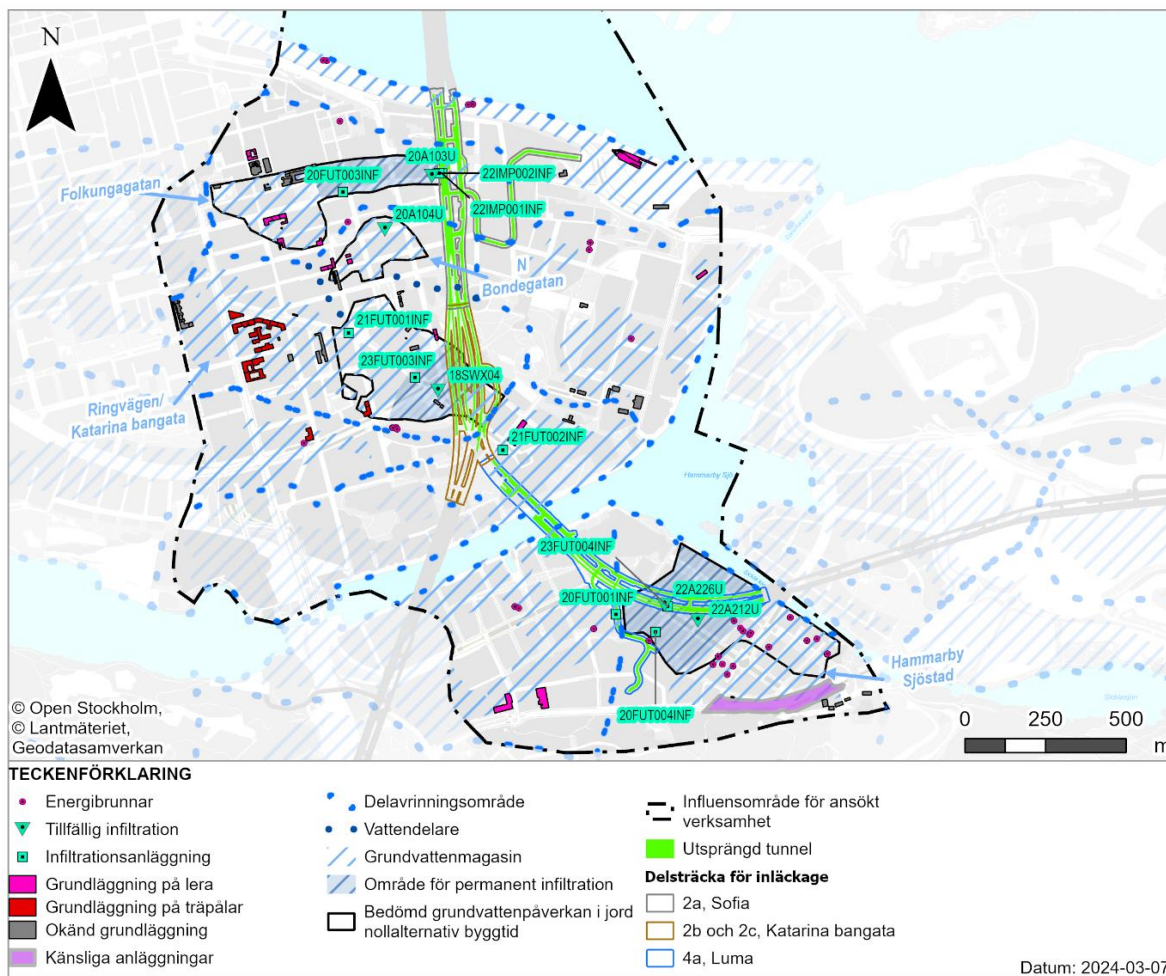 N
20A103U
22IMP002INF
20FUT003INF
Folkungagatan
22IMP001INF
20A104U
N
Bondegatan
21FUT001INF
23FUT003INF
18SWX04
Ringvägen/
Katarina bangata
21FUT002INF
Hammarby Sjö
23FUT004INF
22A226U
20FUT001INF
22A212U
Hammarby
Sjöstad
20FUT004INF
© Open Stockholm,
© Lantmäteriet,
Geodatasamverkan
0 250 500
m
TECKENFÖRKLARING
Energibrunnar
Tillfällig infiltration
Infiltrationsanläggning
Grundläggning på lera
Grundläggning på träpålar
Okänd grundläggning
Känsliga anläggningar
Delavrinningsområde
Vattendelare
Grundvattenmagasin
Område för permanent infiltration
Bedömd grundvattenpåverkan i jord
nollalternativ byggtid
Influensområde för ansökt
verksamhet
Utsprängd tunnel
Delsträcka för inläckage
2a, Sofia
2b och 2c, Katarina bangata
4a, Luma
Datum: 2024-03-07